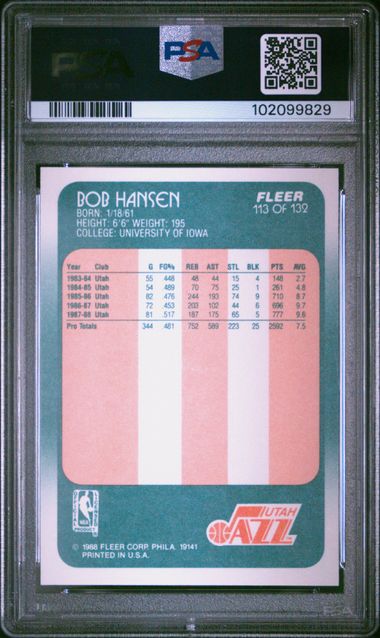 PSA
PSA
102099829
BOB HANSEN
BORN: 1/18/61
HEIGHT: 6'6" WEIGHT: 195
COLLEGE: UNIVERSITY OF IOWA
FLEER
113 OF 132
Year Club G FG% REB AST STL BLK PTS AVG
1983-84 Utah 55 .448 48 44 15 4 148 2.7
1984-85 Utah 54 .489 70 75 25 1 261 4.8
1985-86 Utah 82 .476 244 193 74 9 710 8.7
1986-87 Utah 72 .453 203 102 44 6 696 9.7
1987-88 Utah 81 .517 187 175 65 5 777 9.6
Pro Totals 344 .481 752 589 223 25 2592 7.5
NBA
PRODUCT
UTAH
JAZZ
© 1988 FLEER CORP. PHILA. 19141
PRINTED IN U.S.A.
PSA